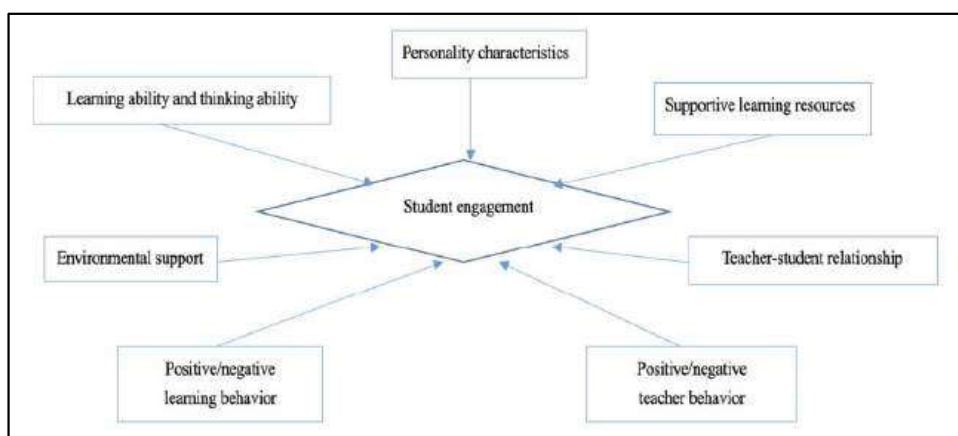 Personality characteristics
Learning ability and thinking ability
Supportive learning resources
Student engagement
Environmental support
Teacher-student relationship
Positive/negative
learning behavior
Positive/negative
teacher behavior